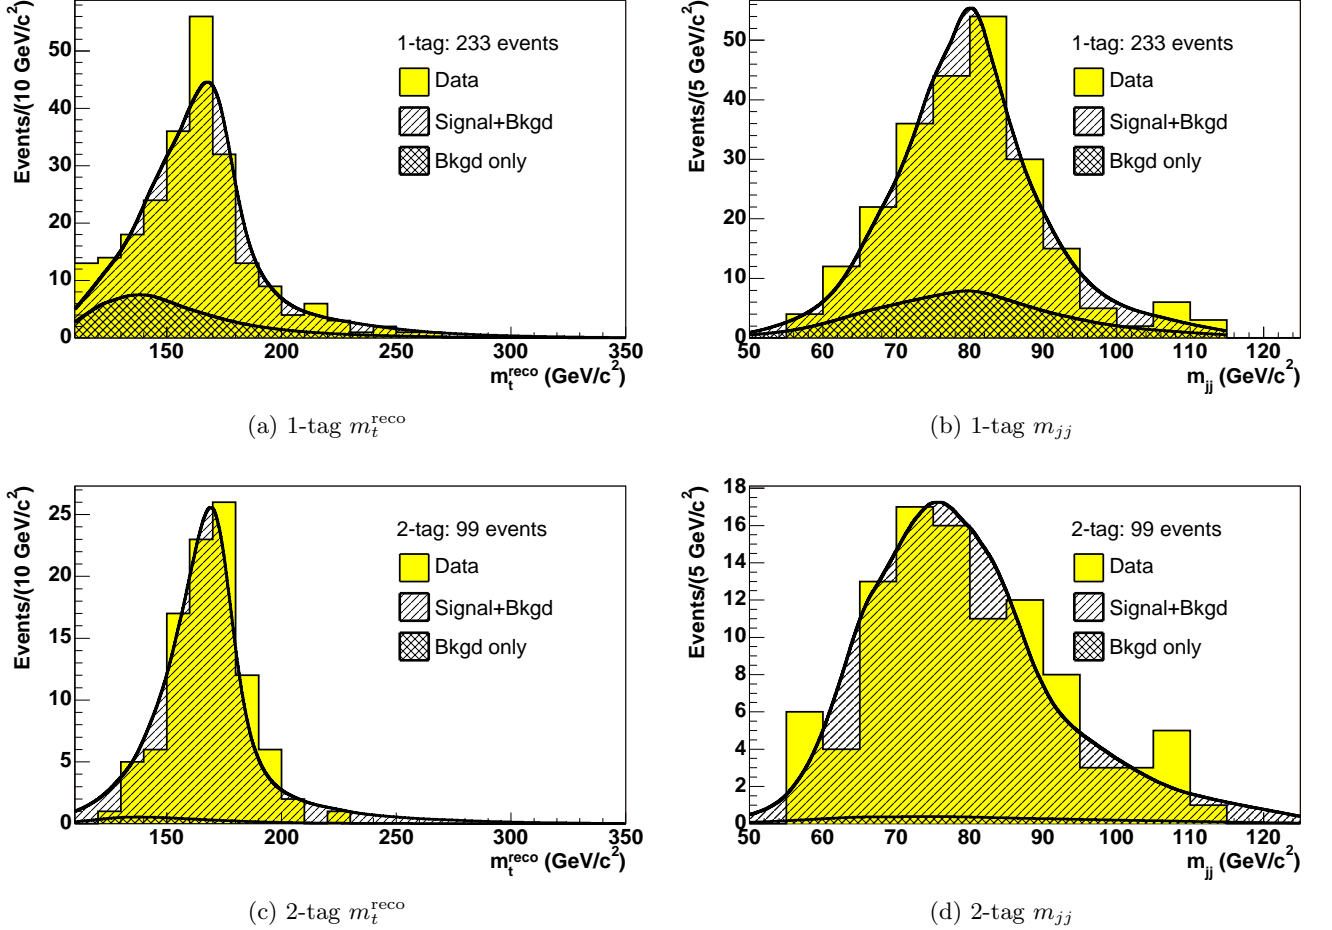 Events/(10 GeV/c²)
50
40
30
20
10
0
1-tag: 233 events
Data
Signal+Bkgd
Bkgd only
150 200 250 300 350
m_t^reco (GeV/c²)
(a) 1-tag m_t^reco
Events/(5 GeV/c²)
50
40
30
20
10
0
1-tag: 233 events
Data
Signal+Bkgd
Bkgd only
50 60 70 80 90 100 110 120
m_jj (GeV/c²)
(b) 1-tag m_jj
Events/(10 GeV/c²)
25
20
15
10
5
0
2-tag: 99 events
Data
Signal+Bkgd
Bkgd only
150 200 250 300 350
m_t^reco (GeV/c²)
(c) 2-tag m_t^reco
Events/(5 GeV/c²)
18
16
14
12
10
8
6
4
2
0
2-tag: 99 events
Data
Signal+Bkgd
Bkgd only
50 60 70 80 90 100 110 120
m_jj (GeV/c²)
(d) 2-tag m_jj